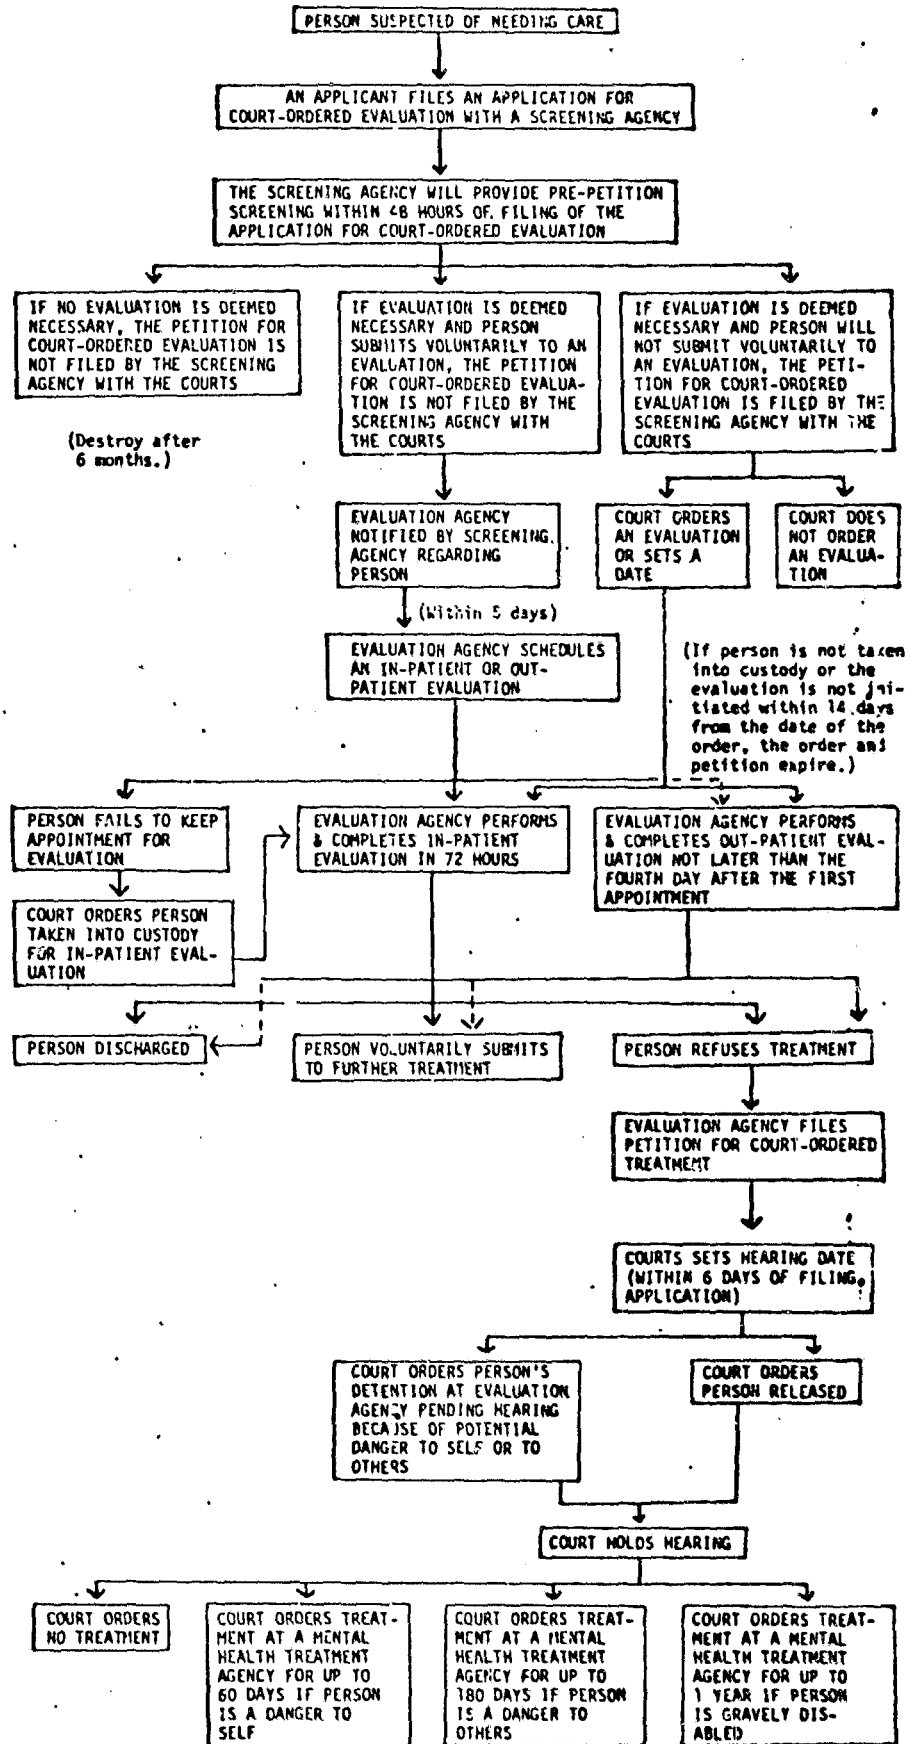 PERSON SUSPECTED OF NEEDING CARE
AN APPLICANT FILES AN APPLICATION FOR
COURT-ORDERED EVALUATION WITH A SCREENING AGENCY
THE SCREENING AGENCY WILL PROVIDE PRE-PETITION
SCREENING WITHIN 48 HOURS OF FILING OF THE
APPLICATION FOR COURT-ORDERED EVALUATION
IF NO EVALUATION IS DEEMED
NECESSARY, THE PETITION FOR
COURT-ORDERED EVALUATION IS
NOT FILED BY THE SCREENING
AGENCY WITH THE COURTS
(Destroy after
6 months.)
IF EVALUATION IS DEEMED
NECESSARY AND PERSON
SUBMITS VOLUNTARILY TO AN
EVALUATION, THE PETITION
FOR COURT-ORDERED EVALUA-
TION IS NOT FILED BY THE
SCREENING AGENCY WITH
THE COURTS
IF EVALUATION IS DEEMED
NECESSARY AND PERSON WILL
NOT SUBMIT VOLUNTARILY TO
AN EVALUATION, THE PETI-
TION FOR COURT-ORDERED
EVALUATION IS FILED BY THE
SCREENING AGENCY WITH THE
COURTS
EVALUATION AGENCY
NOTIFIED BY SCREENING
AGENCY REGARDING
PERSON
COURT ORDERS
AN EVALUATION
OR SETS A
DATE
COURT DOES
NOT ORDER
AN EVALUA-
TION
(Within 5 days)
EVALUATION AGENCY SCHEDULES
AN IN-PATIENT OR OUT-
PATIENT EVALUATION
(If person is not taken
into custody or the
evaluation is not ini-
tiated within 14 days
from the date of the
order, the order and
petition expire.)
PERSON FAILS TO KEEP
APPOINTMENT FOR
EVALUATION
EVALUATION AGENCY PERFORMS
& COMPLETES IN-PATIENT
EVALUATION IN 72 HOURS
EVALUATION AGENCY PERFORMS
& COMPLETES OUT-PATIENT EVAL-
UATION NOT LATER THAN THE
FOURTH DAY AFTER THE FIRST
APPOINTMENT
COURT ORDERS PERSON
TAKEN INTO CUSTODY
FOR IN-PATIENT EVAL-
UATION
PERSON DISCHARGED
PERSON VOLUNTARILY SUBMITS
TO FURTHER TREATMENT
PERSON REFUSES TREATMENT
EVALUATION AGENCY FILES
PETITION FOR COURT-ORDERED
TREATMENT
COURTS SETS HEARING DATE
(WITHIN 6 DAYS OF FILING
APPLICATION)
COURT ORDERS PERSON'S
DETENTION AT EVALUATION
AGENCY PENDING HEARING
BECAUSE OF POTENTIAL
DANGER TO SELF OR TO
OTHERS
COURT ORDERS
PERSON RELEASED
COURT HOLDS HEARING
COURT ORDERS
NO TREATMENT
COURT ORDERS TREAT-
MENT AT A MENTAL
HEALTH TREATMENT
AGENCY FOR UP TO
60 DAYS IF PERSON
IS A DANGER TO
SELF
COURT ORDERS TREAT-
MENT AT A MENTAL
HEALTH TREATMENT
AGENCY FOR UP TO
180 DAYS IF PERSON
IS A DANGER TO
OTHERS
COURT ORDERS TREAT-
MENT AT A MENTAL
HEALTH TREATMENT
AGENCY FOR UP TO
1 YEAR IF PERSON
IS GRAVELY DIS-
ABLED